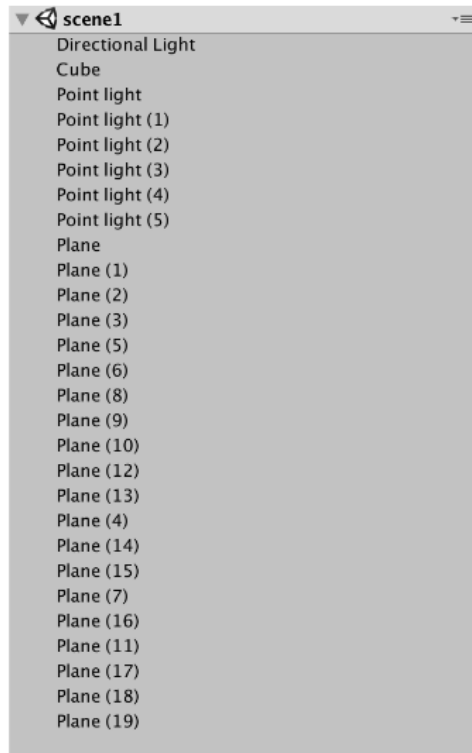 scene1
Directional Light
Cube
Point light
Point light (1)
Point light (2)
Point light (3)
Point light (4)
Point light (5)
Plane
Plane (1)
Plane (2)
Plane (3)
Plane (5)
Plane (6)
Plane (8)
Plane (9)
Plane (10)
Plane (12)
Plane (13)
Plane (4)
Plane (14)
Plane (15)
Plane (7)
Plane (16)
Plane (11)
Plane (17)
Plane (18)
Plane (19)